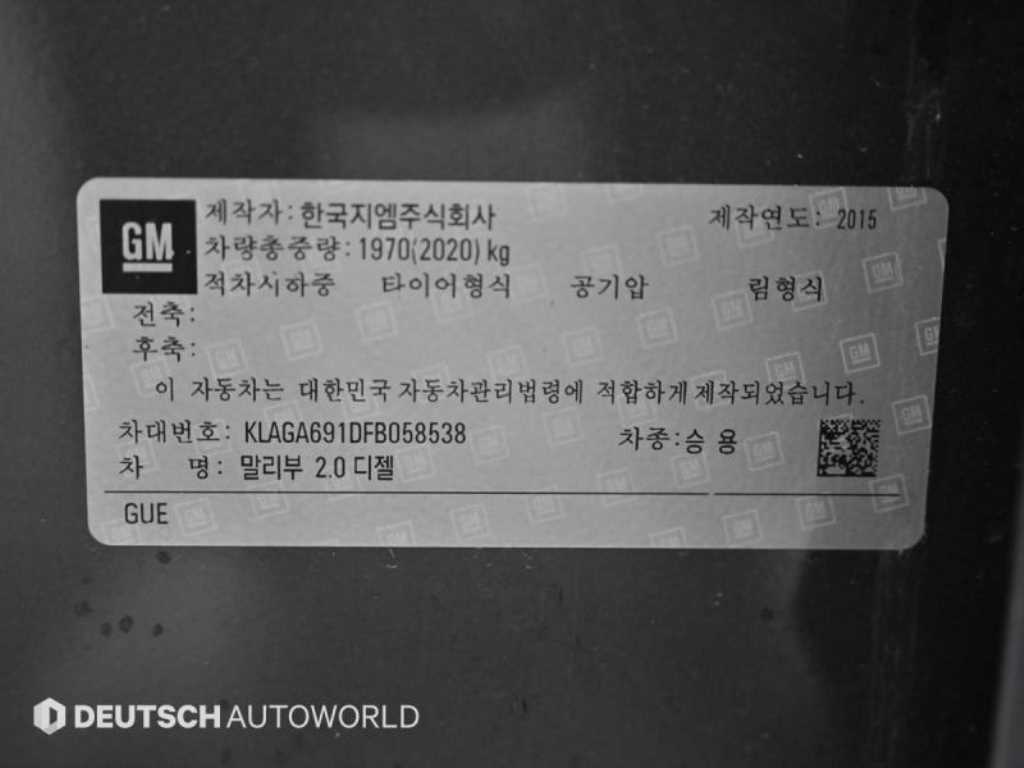 GM
제작자: 한국지엠주식회사 제작연도: 2015
차량총중량: 1970(2020) kg
적차시하중 타이어형식 공기압 림형식
전축:
후축:
이 자동차는 대한민국 자동차관리법령에 적합하게 제작되었습니다.
차대번호: KLAGA691DFB058538 차종:승 용
차 명: 말리부 2.0 디젤
GUE
DEUTSCH AUTOWORLD